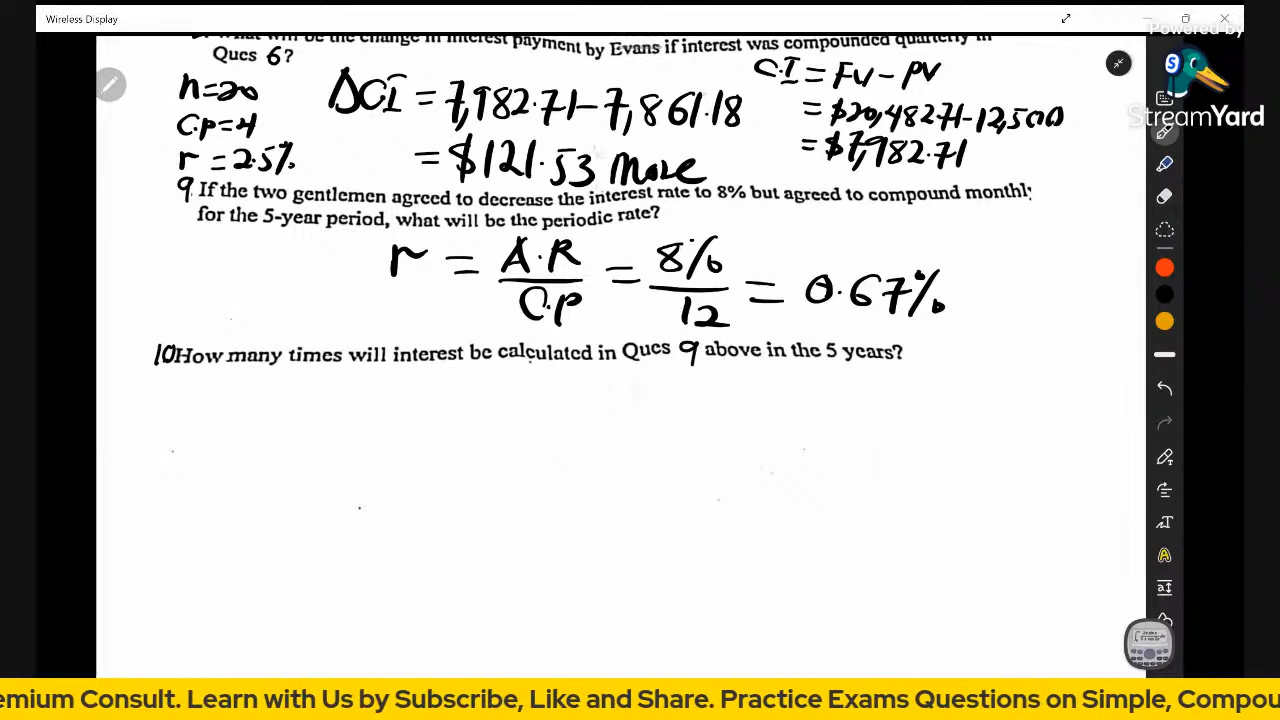 Wireless Display
Powered by
StreamYard
What will be the change in interest payment by Evans if interest was compounded quarterly in
Ques 6?
n=20
C.P=4
r = 2.5%
ΔCI = 7,982.71-7,861.18
= $121.53 more
C.I = FV - PV
= $20,482.71-12,500
= $7,982.71
9 If the two gentlemen agreed to decrease the interest rate to 8% but agreed to compound monthly
for the 5-year period, what will be the periodic rate?
r = A.R / C.P = 8% / 12 = 0.67%
10 How many times will interest be calculated in Ques 9 above in the 5 years?
emium Consult. Learn with Us by Subscribe, Like and Share. Practice Exams Questions on Simple, Compou